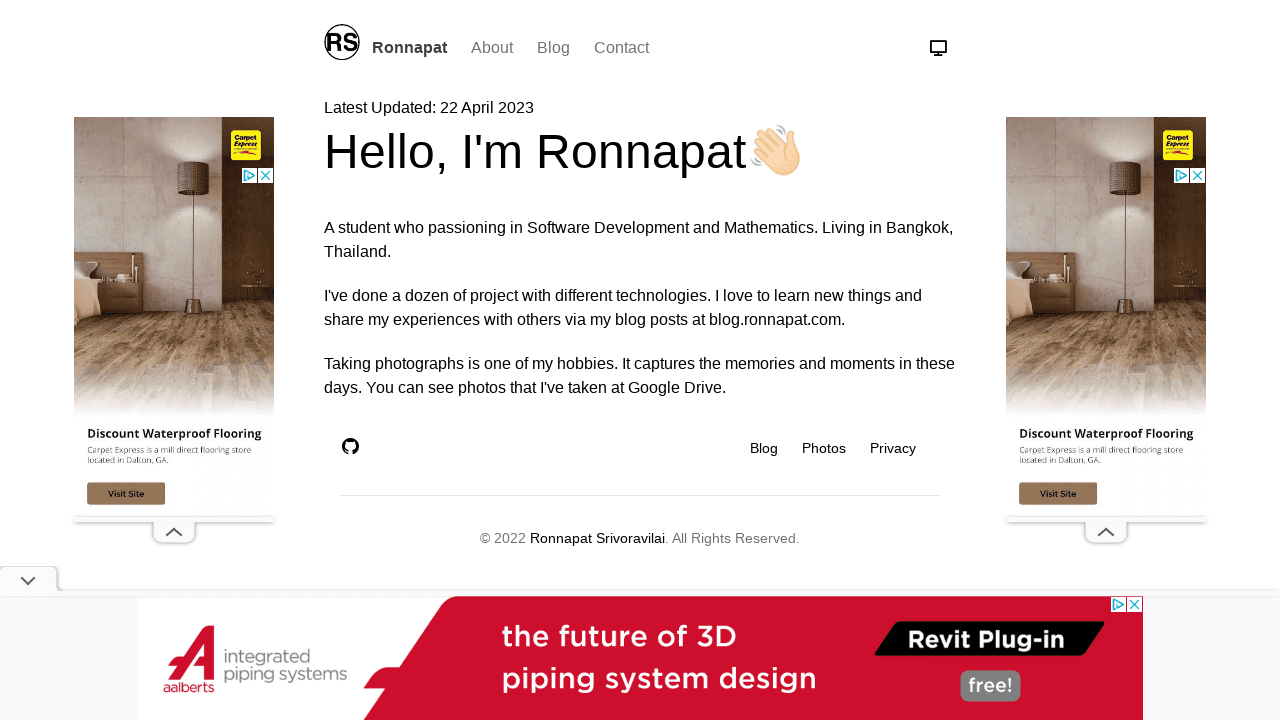 RS Ronnapat About Blog Contact
Latest Updated: 22 April 2023
Hello, I'm Ronnapat
A student who passioning in Software Development and Mathematics. Living in Bangkok,
Thailand.
I've done a dozen of project with different technologies. I love to learn new things and
share my experiences with others via my blog posts at blog.ronnapat.com.
Taking photographs is one of my hobbies. It captures the memories and moments in these
days. You can see photos that I've taken at Google Drive.
Blog Photos Privacy
© 2022 Ronnapat Srivoravilai. All Rights Reserved.
Carpet
Express
Discount Waterproof Flooring
Carpet Express is a mill direct flooring store
located in Dalton, GA.
Visit Site
Carpet
Express
Discount Waterproof Flooring
Carpet Express is a mill direct flooring store
located in Dalton, GA.
Visit Site
aalberts
integrated
piping systems
the future of 3D
piping system design
Revit Plug-in
free!